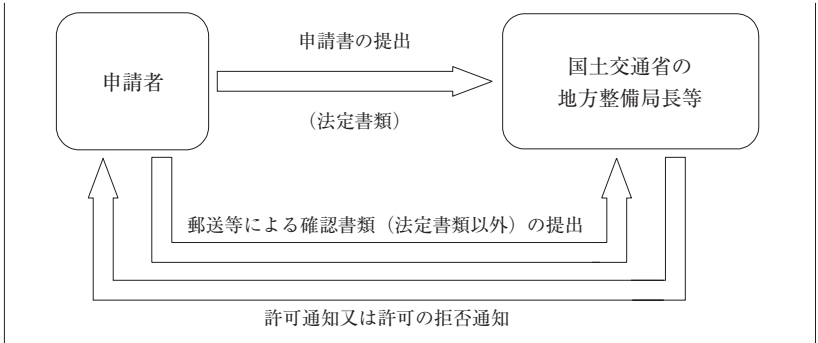 申請書の提出
申請者
国土交通省の
地方整備局長等
（法定書類）
郵送等による確認書類（法定書類以外）の提出
許可通知又は許可の拒否通知